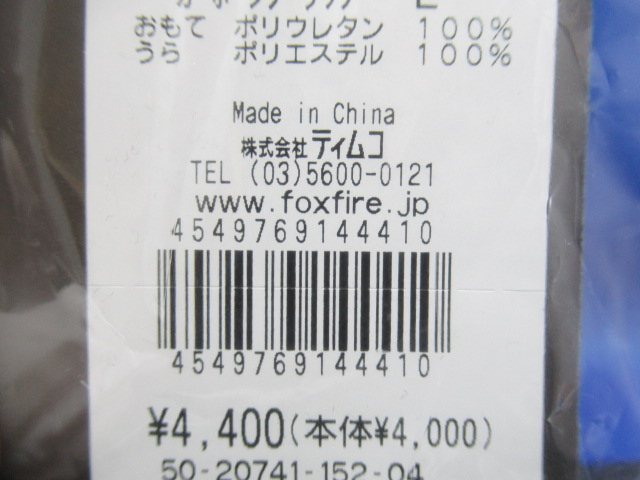 おもて ポリウレタン 100%
うら ポリエステル 100%
Made in China
株式会社ティムコ
TEL (03)5600-0121
www.foxfire.jp
4549769144410
4549769144410
¥4,400(本体¥4,000)
50-20741-152-04